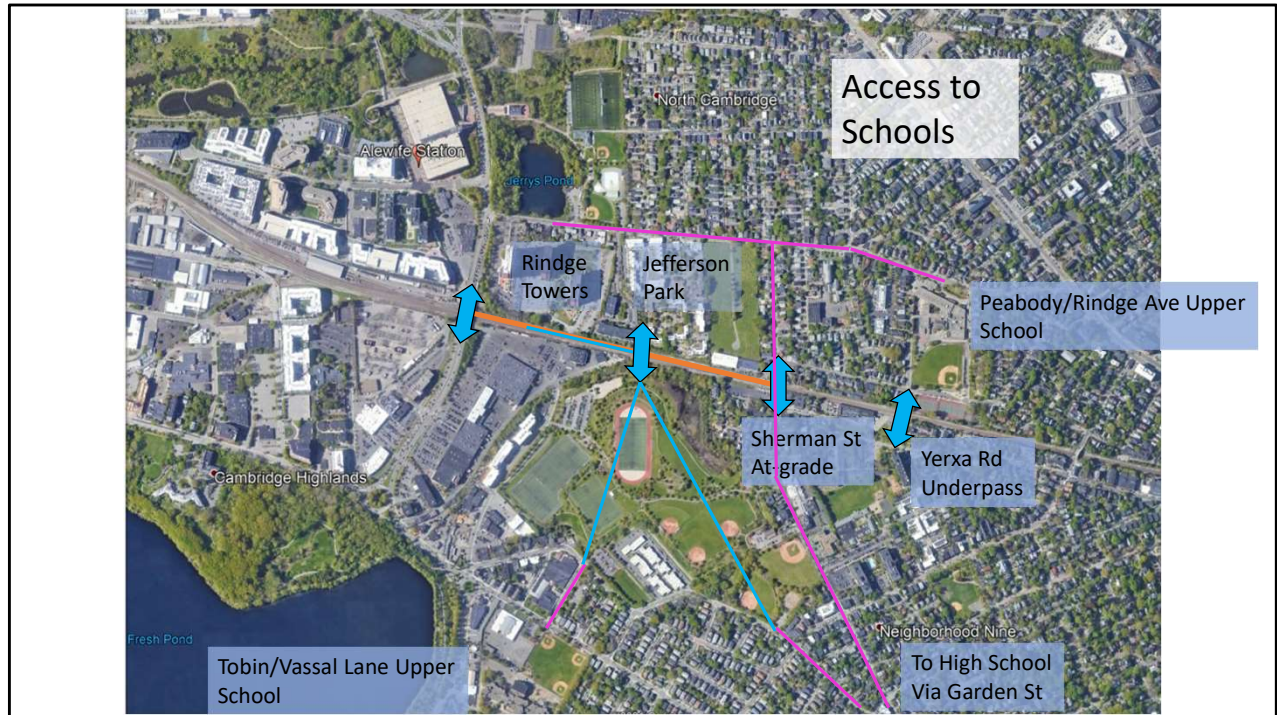 Access to
Schools
North Cambridge
Alewife Station
Jerrys Pond
Rindge
Towers
Jefferson
Park
Peabody/Rindge Ave Upper
School
Sherman St
At-grade
Yerxa Rd
Underpass
Cambridge Highlands
Fresh Pond
Tobin/Vassal Lane Upper
School
Neighborhood Nine
To High School
Via Garden St